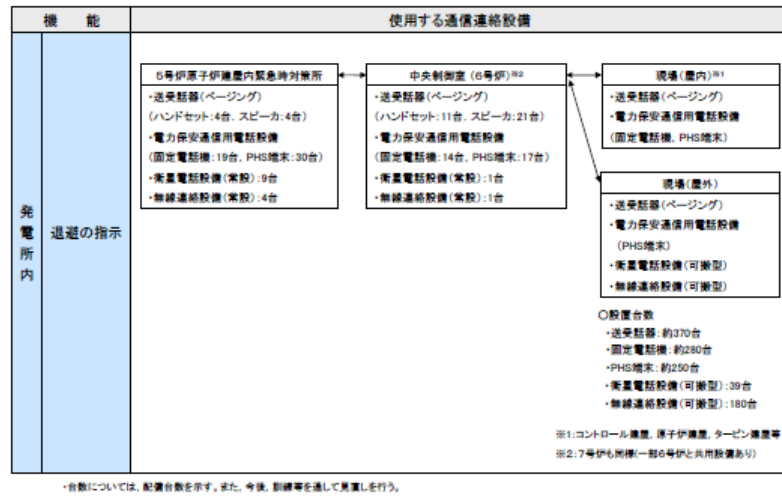 機　能
使用する通信連絡設備
発電所内
退避の指示
5号炉原子炉建屋内緊急時対策所
・送受話器(ページング)
(ハンドセット:4台, スピーカ:4台)
・電力保安通信用電話設備
(固定電話機:19台, PHS端末:30台)
・衛星電話設備(常設):9台
・無線連絡設備(常設):4台
中央制御室(6号炉)※2
・送受話器(ページング)
(ハンドセット:11台, スピーカ:21台)
・電力保安通信用電話設備
(固定電話機:14台, PHS端末:17台)
・衛星電話設備(常設):1台
・無線連絡設備(常設):1台
現場(屋内)※1
・送受話器(ページング)
・電力保安通信用電話設備
(固定電話機, PHS端末)
現場(屋外)
・送受話器(ページング)
・電力保安通信用電話設備
(PHS端末)
・衛星電話設備(可搬型)
・無線連絡設備(可搬型)
○設置台数
・送受話器:約370台
・固定電話機:約280台
・PHS端末:約250台
・衛星電話設備(可搬型):39台
・無線連絡設備(可搬型):180台
※1:コントロール建屋, 原子炉建屋, タービン建屋等
※2:7号炉も同様(一部6号炉と共用設備あり)
・台数については, 配備台数を示す。また, 今後, 訓練等を通して見直しを行う。